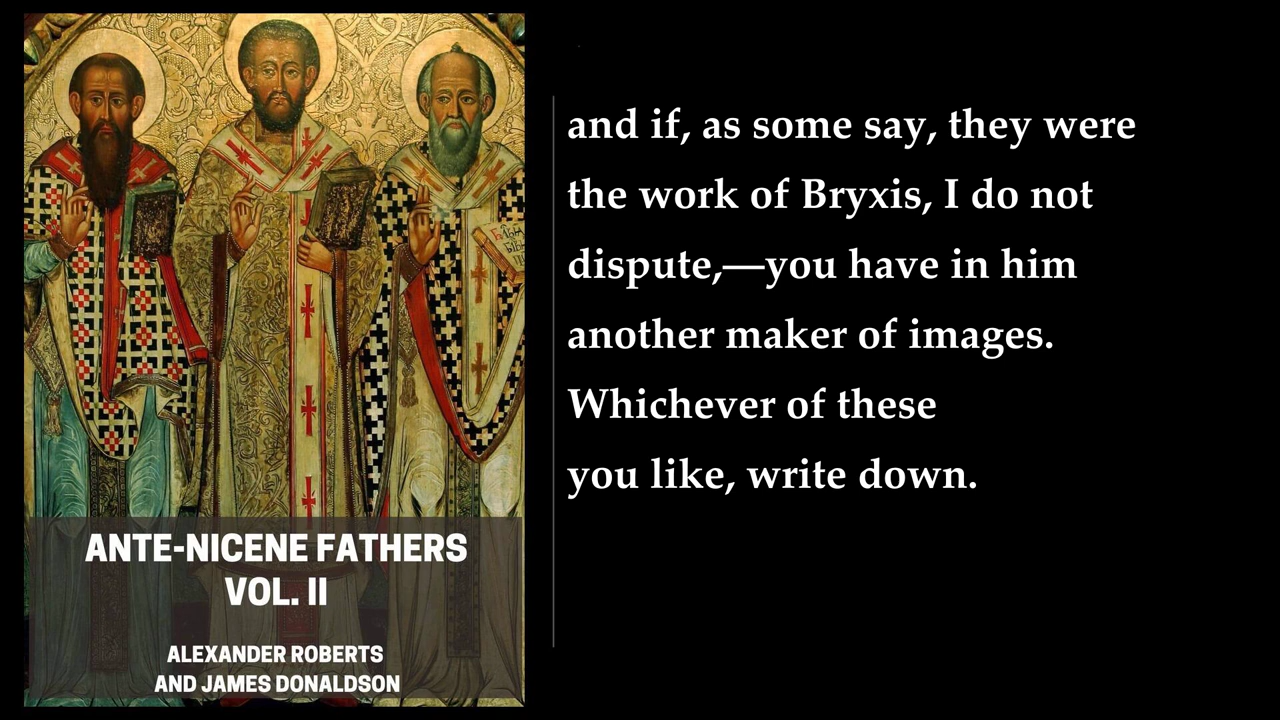 and if, as some say, they were
the work of Bryxis, I do not
dispute,—you have in him
another maker of images.
Whichever of these
you like, write down.
ANTE-NICENE FATHERS
VOL. II
ALEXANDER ROBERTS
AND JAMES DONALDSON